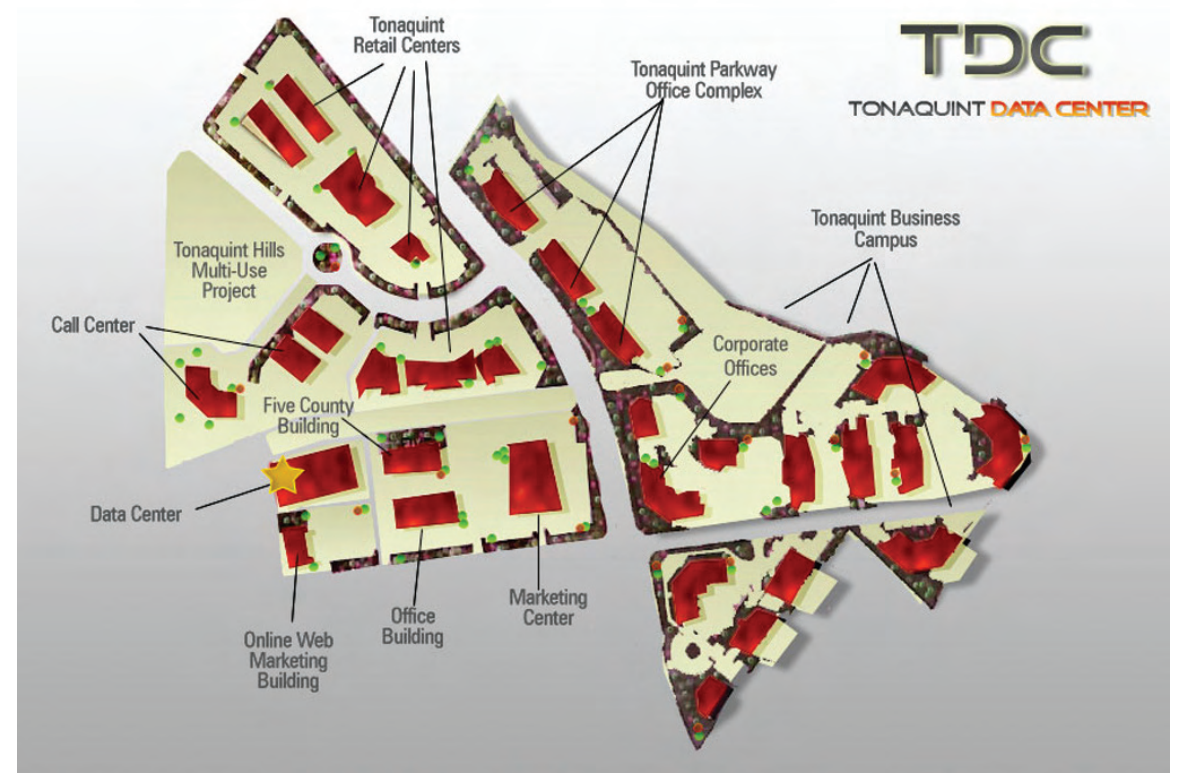 Tonaquint
Retail Centers
Tonaquint Parkway
Office Complex
TDC
TONAQUINT DATA CENTER
Tonaquint Business
Campus
Tonaquint Hills
Multi-Use
Project
Call Center
Corporate
Offices
Five County
Building
Data Center
Marketing
Center
Office
Building
Online Web
Marketing
Building